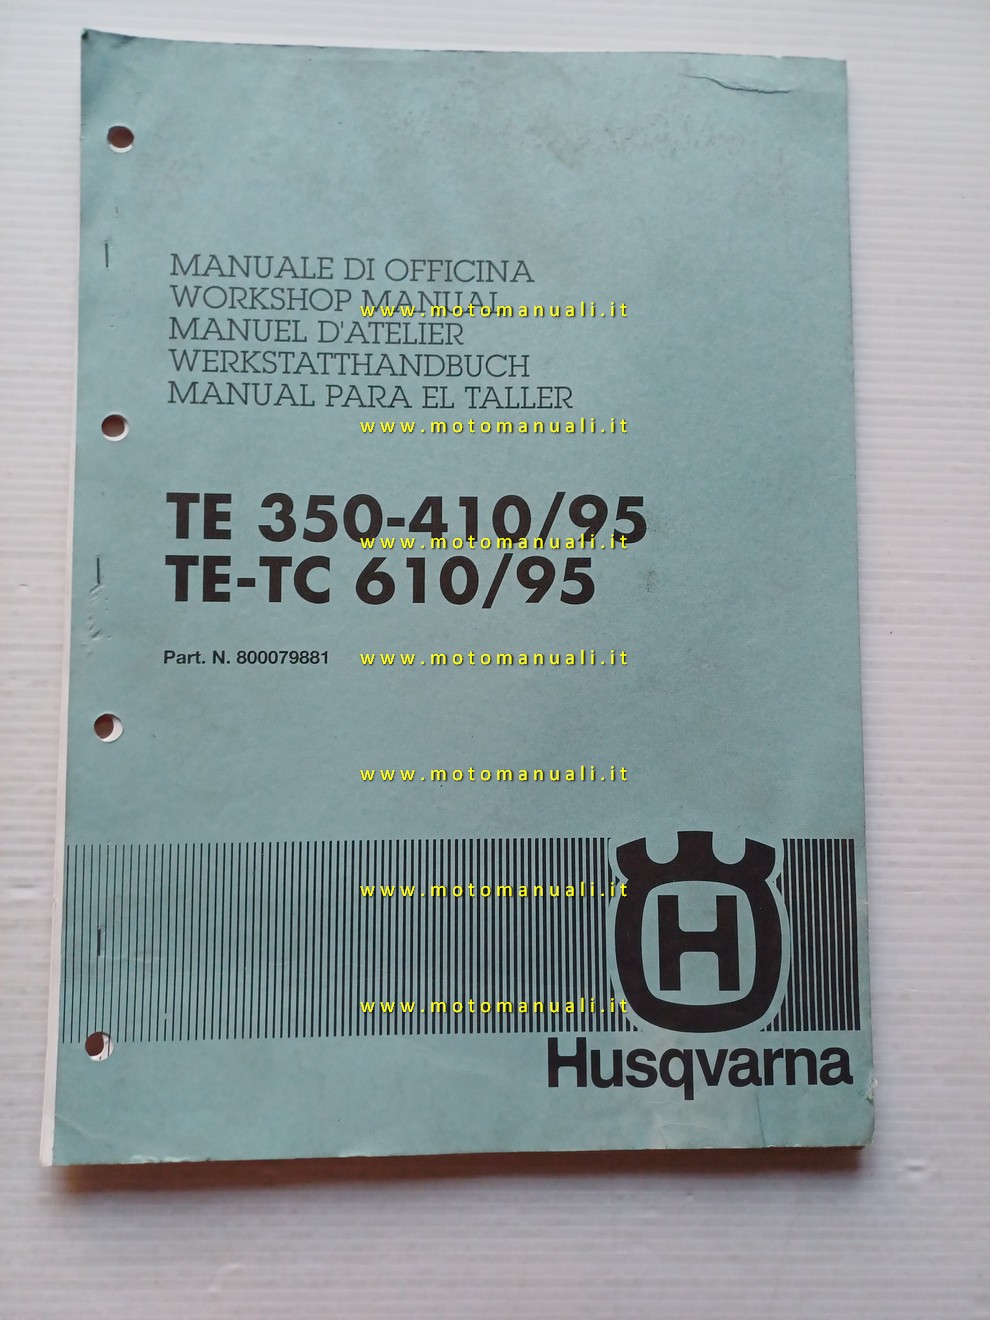 MANUALE DI OFFICINA
WORKSHOP MANUAL
www.motomanuali.it
MANUEL D'ATELIER
WERKSTATTHANDBUCH
MANUAL PARA EL TALLER
www.motomanuali.it
TE 350-410/95
www.motomanuali.it
TE-TC 610/95
Part. N. 800079881
www.motomanuali.it
www.motomanuali.it
www.motomanuali.it
H
www.motomanuali.it
Husqvarna